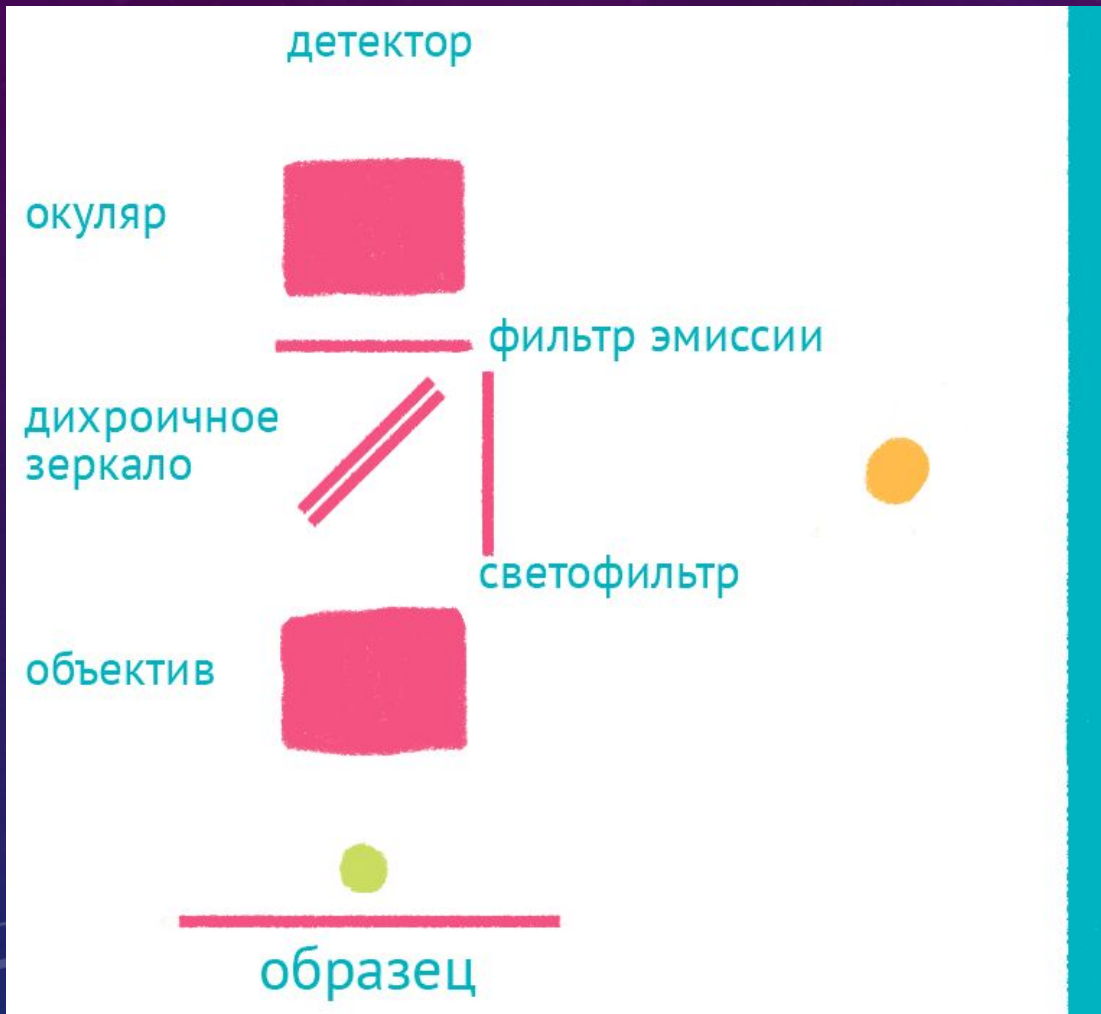 детектор
окуляр
фильтр эмиссии
дихроичное
зеркало
светофильтр
объектив
образец